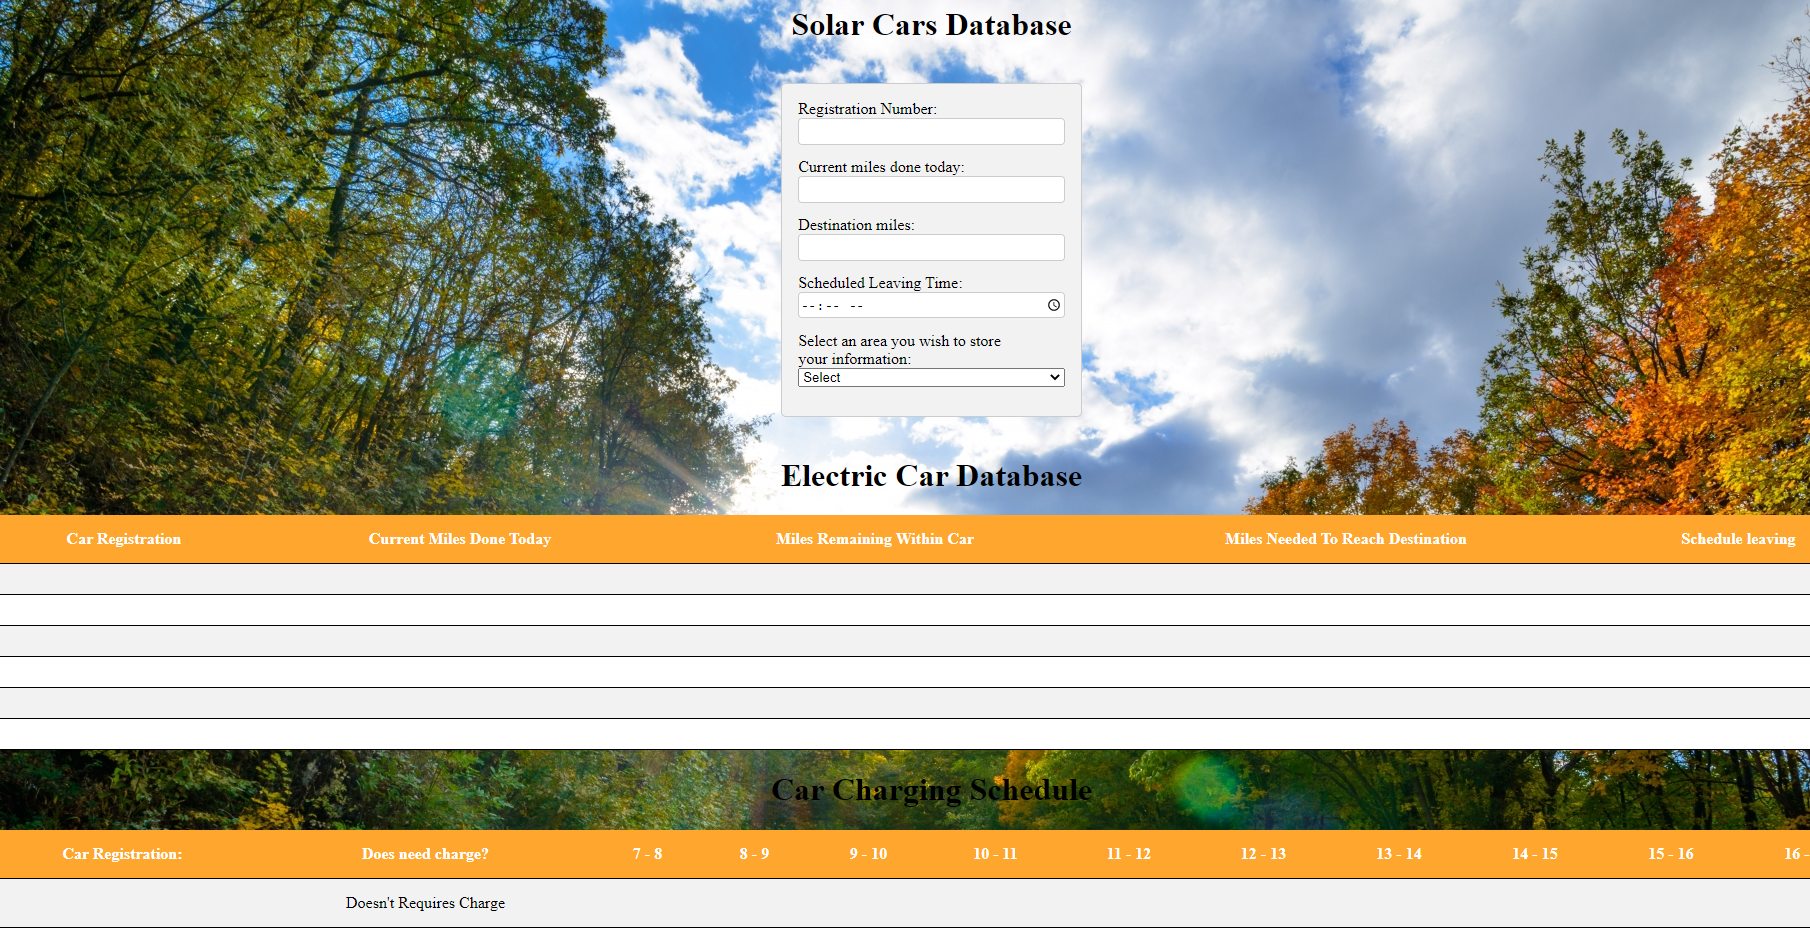 Solar Cars Database
Registration Number:
Current miles done today:
Destination miles:
Scheduled Leaving Time:
--:-- --
Select an area you wish to store
your information:
Select
Electric Car Database
Car Registration Current Miles Done Today Miles Remaining Within Car Miles Needed To Reach Destination Schedule leaving
Car Charging Schedule
Car Registration: Does need charge? 7 - 8 8 - 9 9 - 10 10 - 11 11 - 12 12 - 13 13 - 14 14 - 15 15 - 16 16 -
Doesn't Requires Charge